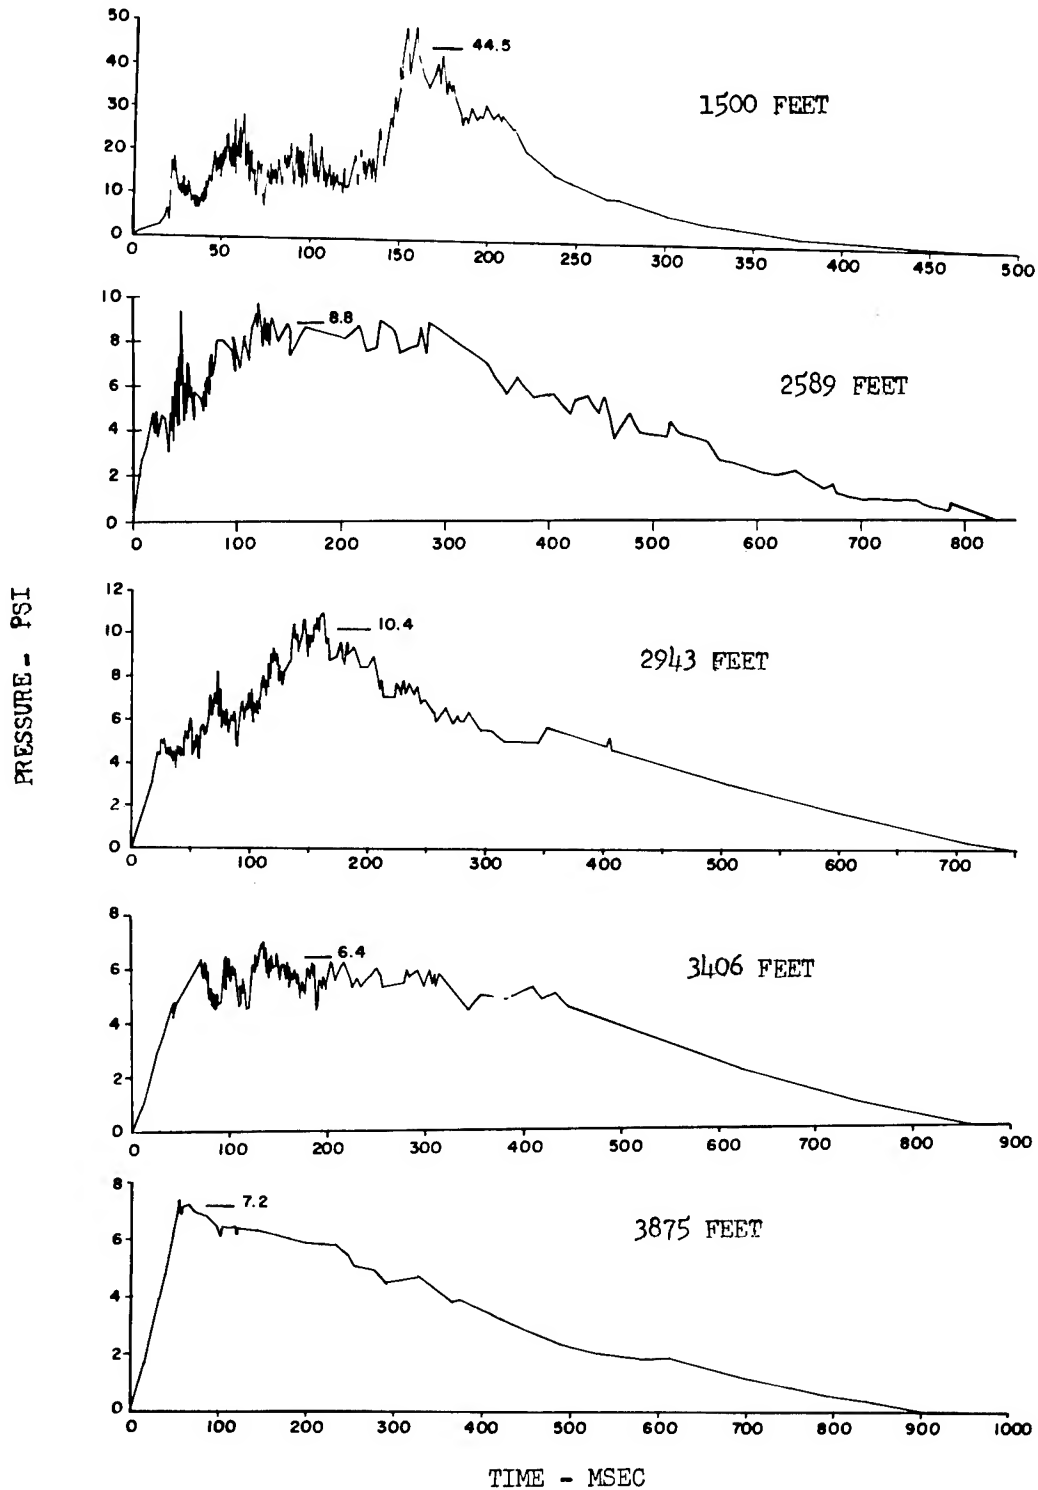 50
40
30
20
10
0
44.5
1500 FEET
0 50 100 150 200 250 300 350 400 450 500
10
8
6
4
2
0
8.8
2589 FEET
0 100 200 300 400 500 600 700 800
PRESSURE - PSI
12
10
8
6
4
2
0
10.4
2943 FEET
0 100 200 300 400 500 600 700
8
6
4
2
0
6.4
3406 FEET
0 100 200 300 400 500 600 700 800 900
8
6
4
2
0
7.2
3875 FEET
0 100 200 300 400 500 600 700 800 900 1000
TIME - MSEC